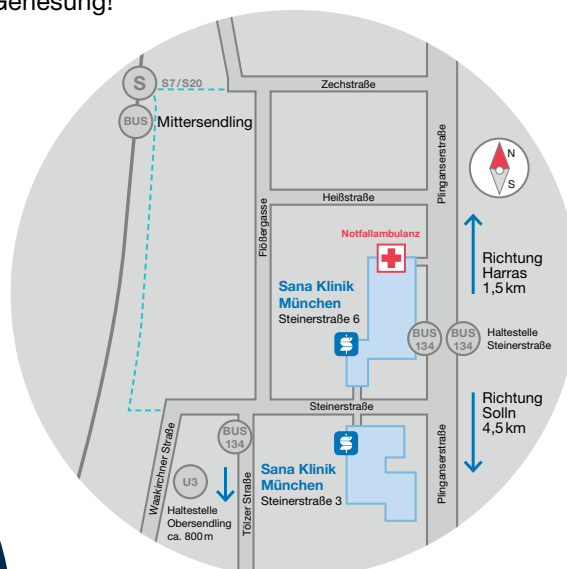 Genesung!
S
S7/S20
BUS
Mittersendling
Zechstraße
Plinganserstraße
N
S
Heißstraße
Flößergasse
Notfallambulanz
Richtung
Harras
1,5 km
Sana Klinik
München
Steinerstraße 6
BUS
134
BUS
134
Haltestelle
Steinerstraße
Steinerstraße
Richtung
Solln
4,5 km
Waakirchner Straße
BUS
134
Sana Klinik
München
Steinerstraße 3
Plinganserstraße
U3
Tölzer Straße
Haltestelle
Obersendling
ca. 800 m